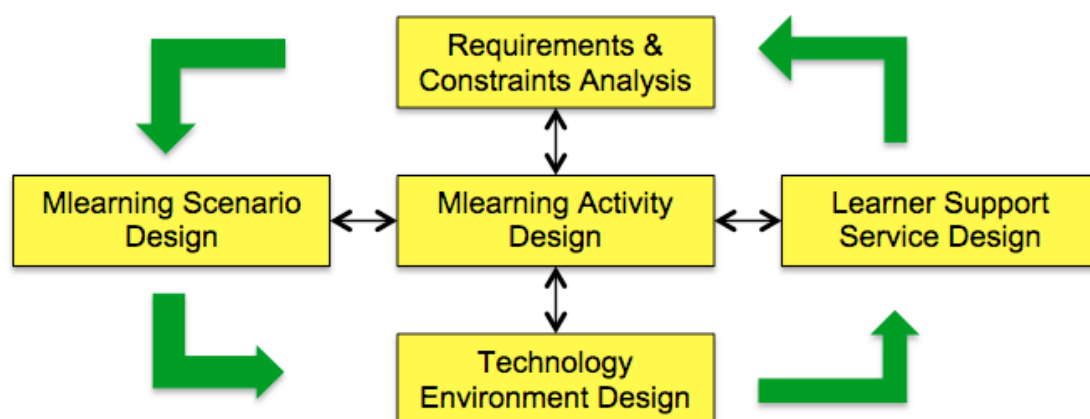 Requirements &
Constraints Analysis
Mlearning Scenario
Design
Mlearning Activity
Design
Learner Support
Service Design
Technology
Environment Design